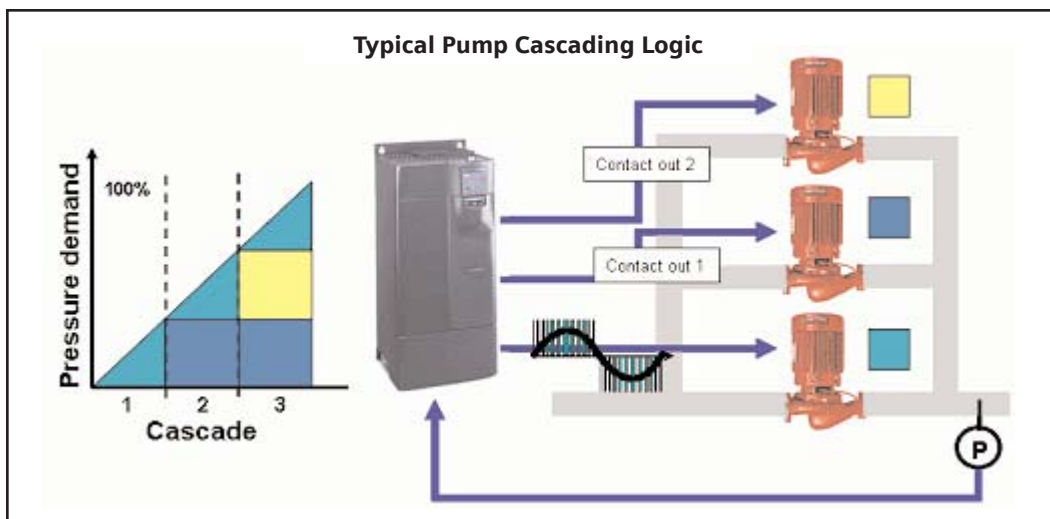 Typical Pump Cascading Logic
Pressure demand
100%
1 2 3
Cascade
Contact out 2
Contact out 1
P